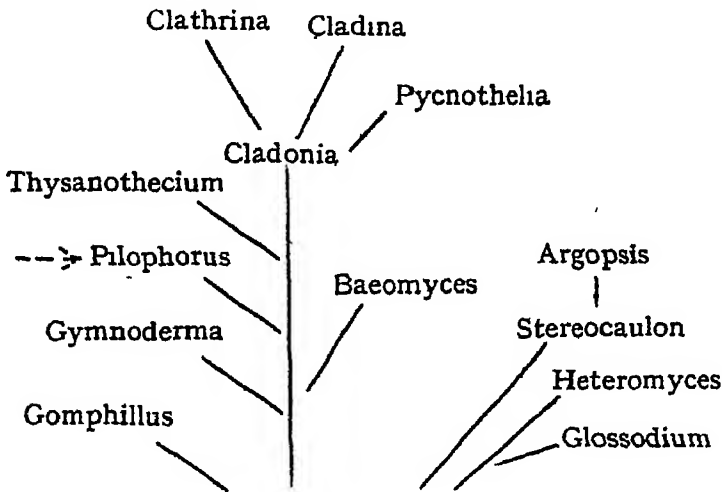 Clathrina Cladina
Pycnothelia
Cladonia
Thysanothecium
Pilophorus Argopsis
Baeomyces
Gymnoderma Stereocaulon
Heteromyces
Gomphillus
Glossodium